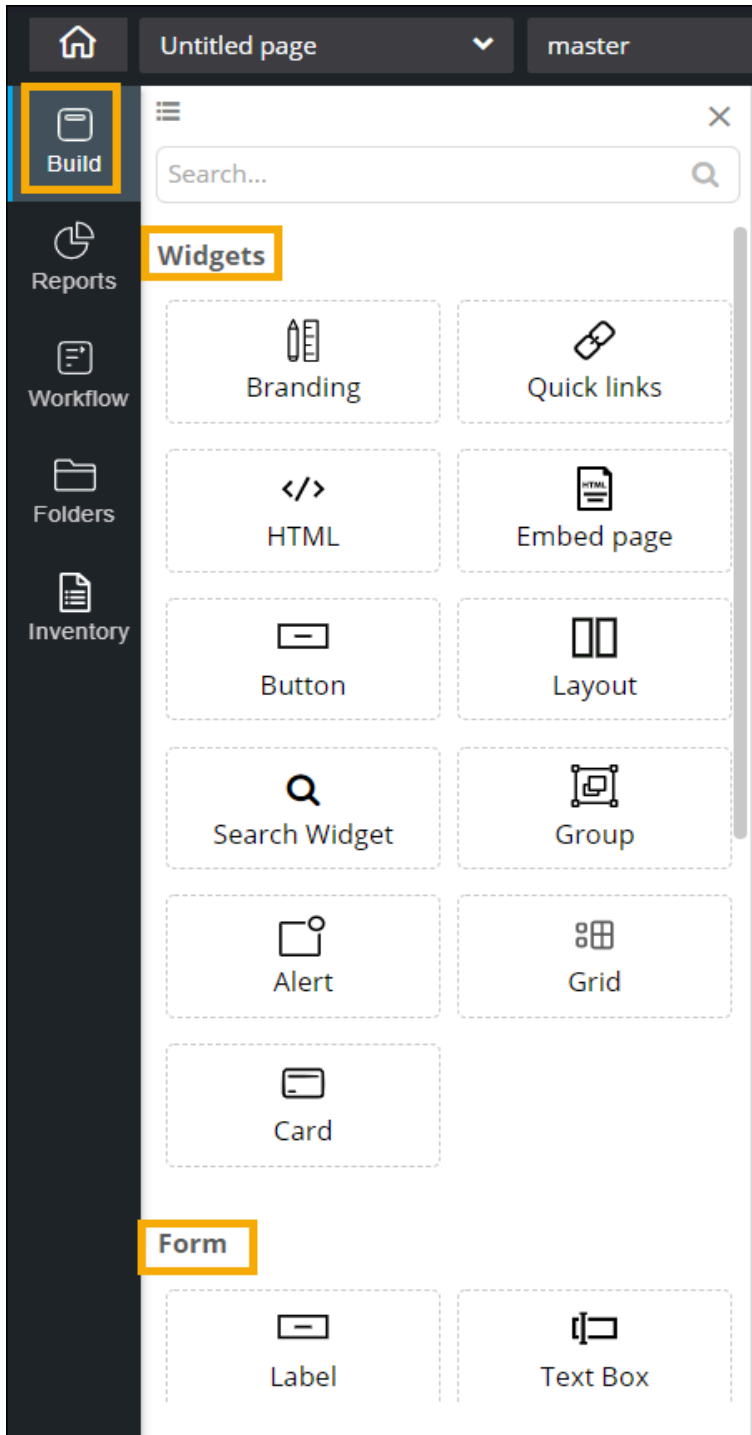 Untitled page
master
Build
Search...
Reports
Widgets
Branding
Quick links
Workflow
HTML
HTML
Embed page
Folders
Inventory
Button
Layout
Search Widget
Group
Alert
Grid
Card
Form
Label
Text Box